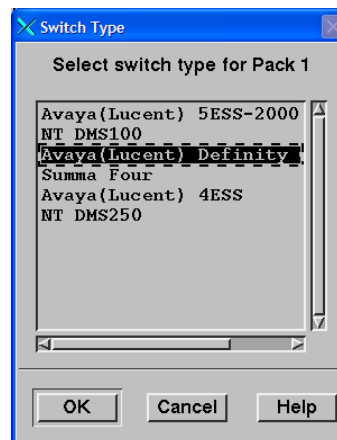 Switch Type
Select switch type for Pack 1
Avaya(Lucent) 5ESS-2000
NT DMS100
Avaya(Lucent) Definity
Summa Four
Avaya(Lucent) 4ESS
NT DMS250
OK Cancel Help